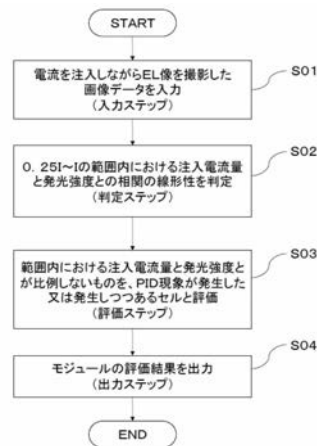 START
S01
電流を注入しながらEL像を撮影した
画像データを入力
(入力ステップ)
S02
0.25I~Iの範囲内における注入電流量
と発光強度との相関の線形性を判定
(判定ステップ)
S03
範囲内における注入電流量と発光強度と
が比例しないものを、PID現象が発生した
又は発生しつつあるセルと評価
(評価ステップ)
S04
モジュールの評価結果を出力
(出力ステップ)
END